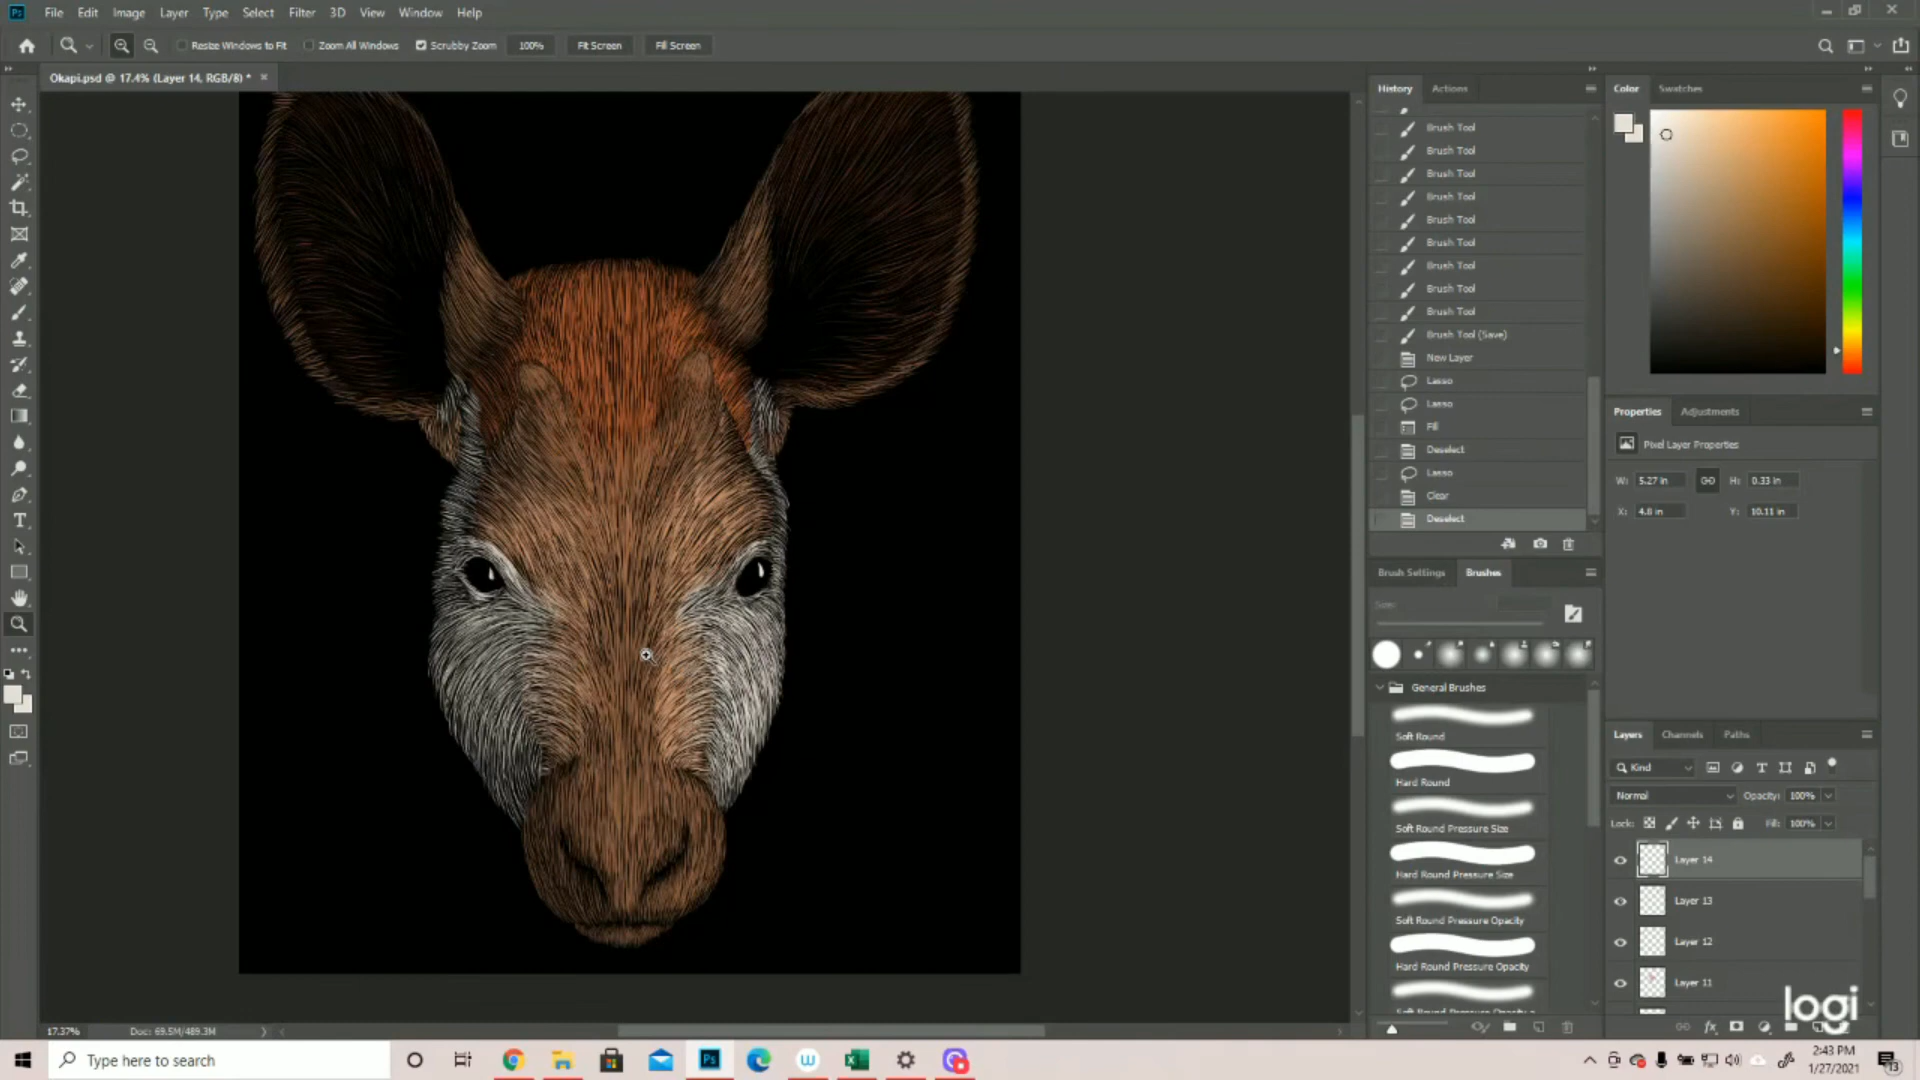 Ps File Edit Image Layer Type Select Filter 3D View Window Help
Resize Windows to Fit Zoom All Windows Scrubby Zoom 100% Fit Screen Fill Screen
Okapi.psd @ 17.4% (Layer 14, RGB/8) *
History Actions
Brush Tool
Brush Tool
Brush Tool
Brush Tool
Brush Tool
Brush Tool
Brush Tool
Brush Tool
Brush Tool
Brush Tool (Save)
New Layer
Lasso
Lasso
Fill
Deselect
Lasso
Clear
Deselect
Brush Settings Brushes
Size:
General Brushes
Soft Round
Hard Round
Soft Round Pressure Size
Hard Round Pressure Size
Soft Round Pressure Opacity
Hard Round Pressure Opacity
Color Swatches
Properties Adjustments
Pixel Layer Properties
W: 5.27 in H: 0.33 in
X: 4.8 in Y: 10.11 in
Layers Channels Paths
Kind
Normal Opacity: 100%
Lock: Fill: 100%
Layer 14
Layer 13
Layer 12
Layer 11
logi
17.37% Doc: 69.5M/489.3M
Type here to search
2:43 PM
1/27/2021